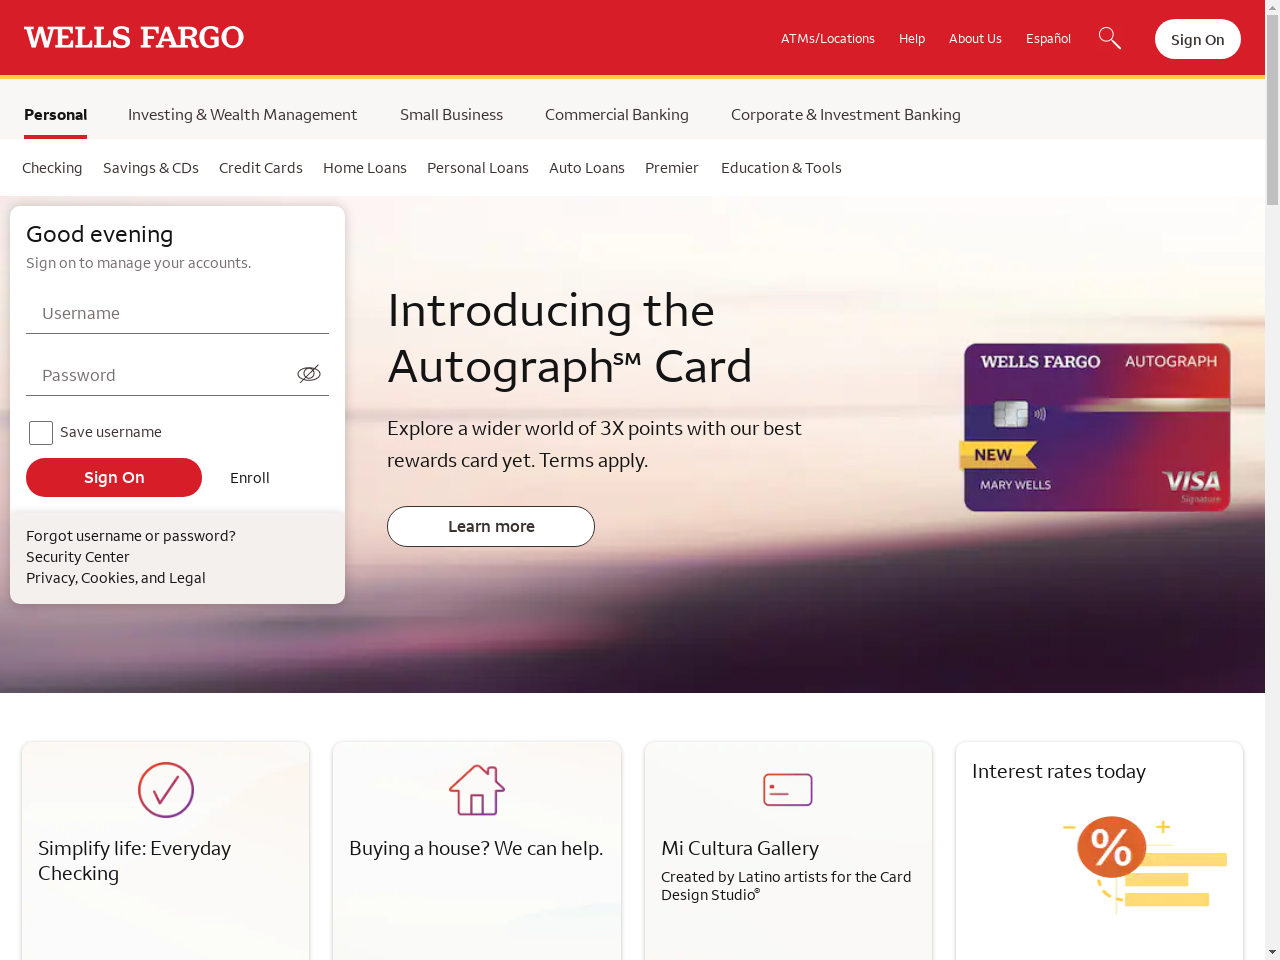 WELLS FARGO
ATMs/Locations
Help
About Us
Español
Sign On
Personal
Investing & Wealth Management
Small Business
Commercial Banking
Corporate & Investment Banking
Checking
Savings & CDs
Credit Cards
Home Loans
Personal Loans
Auto Loans
Premier
Education & Tools
Good evening
Sign on to manage your accounts.
Username
Password
Save username
Sign On
Enroll
Forgot username or password?
Security Center
Privacy, Cookies, and Legal
Introducing the
Autograph℠ Card
Explore a wider world of 3X points with our best
rewards card yet. Terms apply.
Learn more
WELLS FARGO
AUTOGRAPH
NEW
MARY WELLS
VISA
Signature
Simplify life: Everyday
Checking
Buying a house? We can help.
Mi Cultura Gallery
Created by Latino artists for the Card
Design Studio®
Interest rates today
%